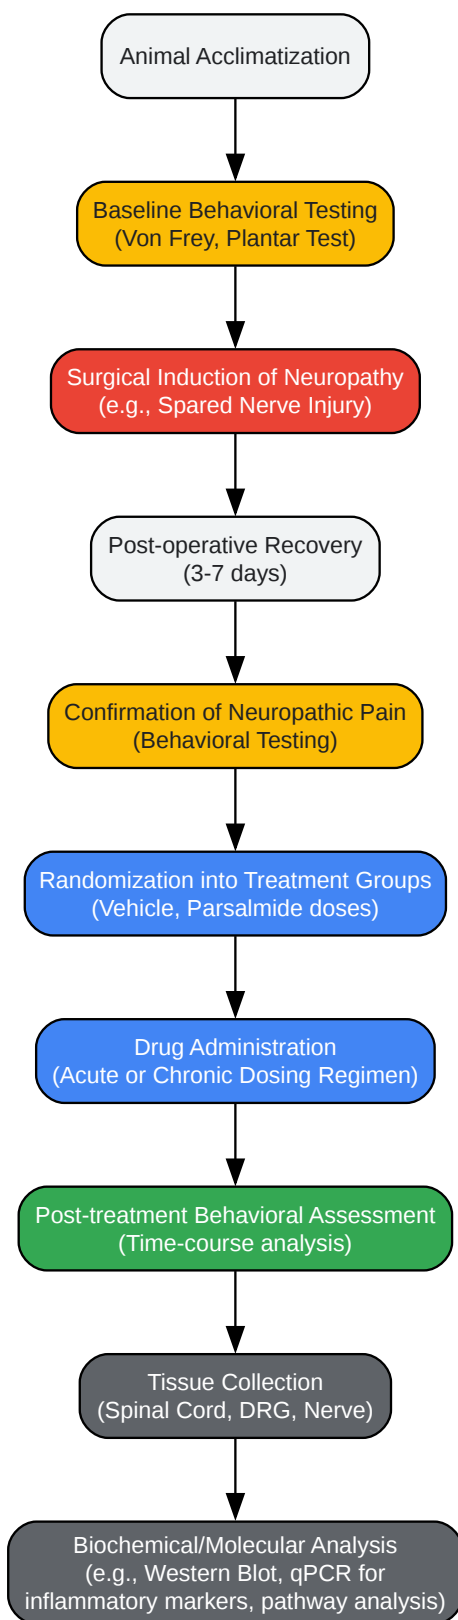 Animal Acclimatization
Baseline Behavioral Testing
(Von Frey, Plantar Test)
Surgical Induction of Neuropathy
(e.g., Spared Nerve Injury)
Post-operative Recovery
(3-7 days)
Confirmation of Neuropathic Pain
(Behavioral Testing)
Randomization into Treatment Groups
(Vehicle, Parsalmide doses)
Drug Administration
(Acute or Chronic Dosing Regimen)
Post-treatment Behavioral Assessment
(Time-course analysis)
Tissue Collection
(Spinal Cord, DRG, Nerve)
Biochemical/Molecular Analysis
(e.g., Western Blot, qPCR for
inflammatory markers, pathway analysis)